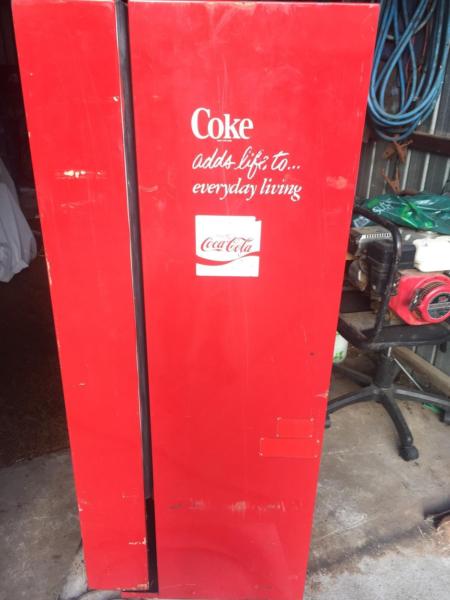 Coke
adds life to...
everyday living
Coca-Cola